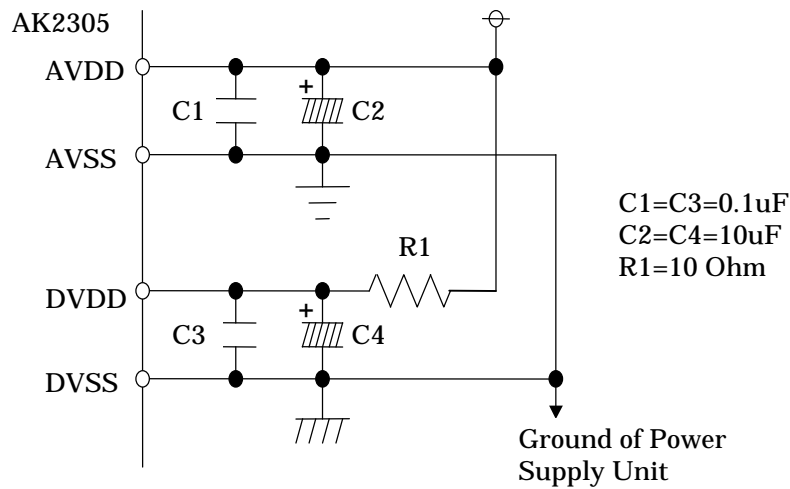 AK2305
AVDD
+
C1
C2
AVSS
C1=C3=0.1uF
C2=C4=10uF
R1=10 Ohm
R1
DVDD
+
C3
C4
DVSS
Ground of Power
Supply Unit